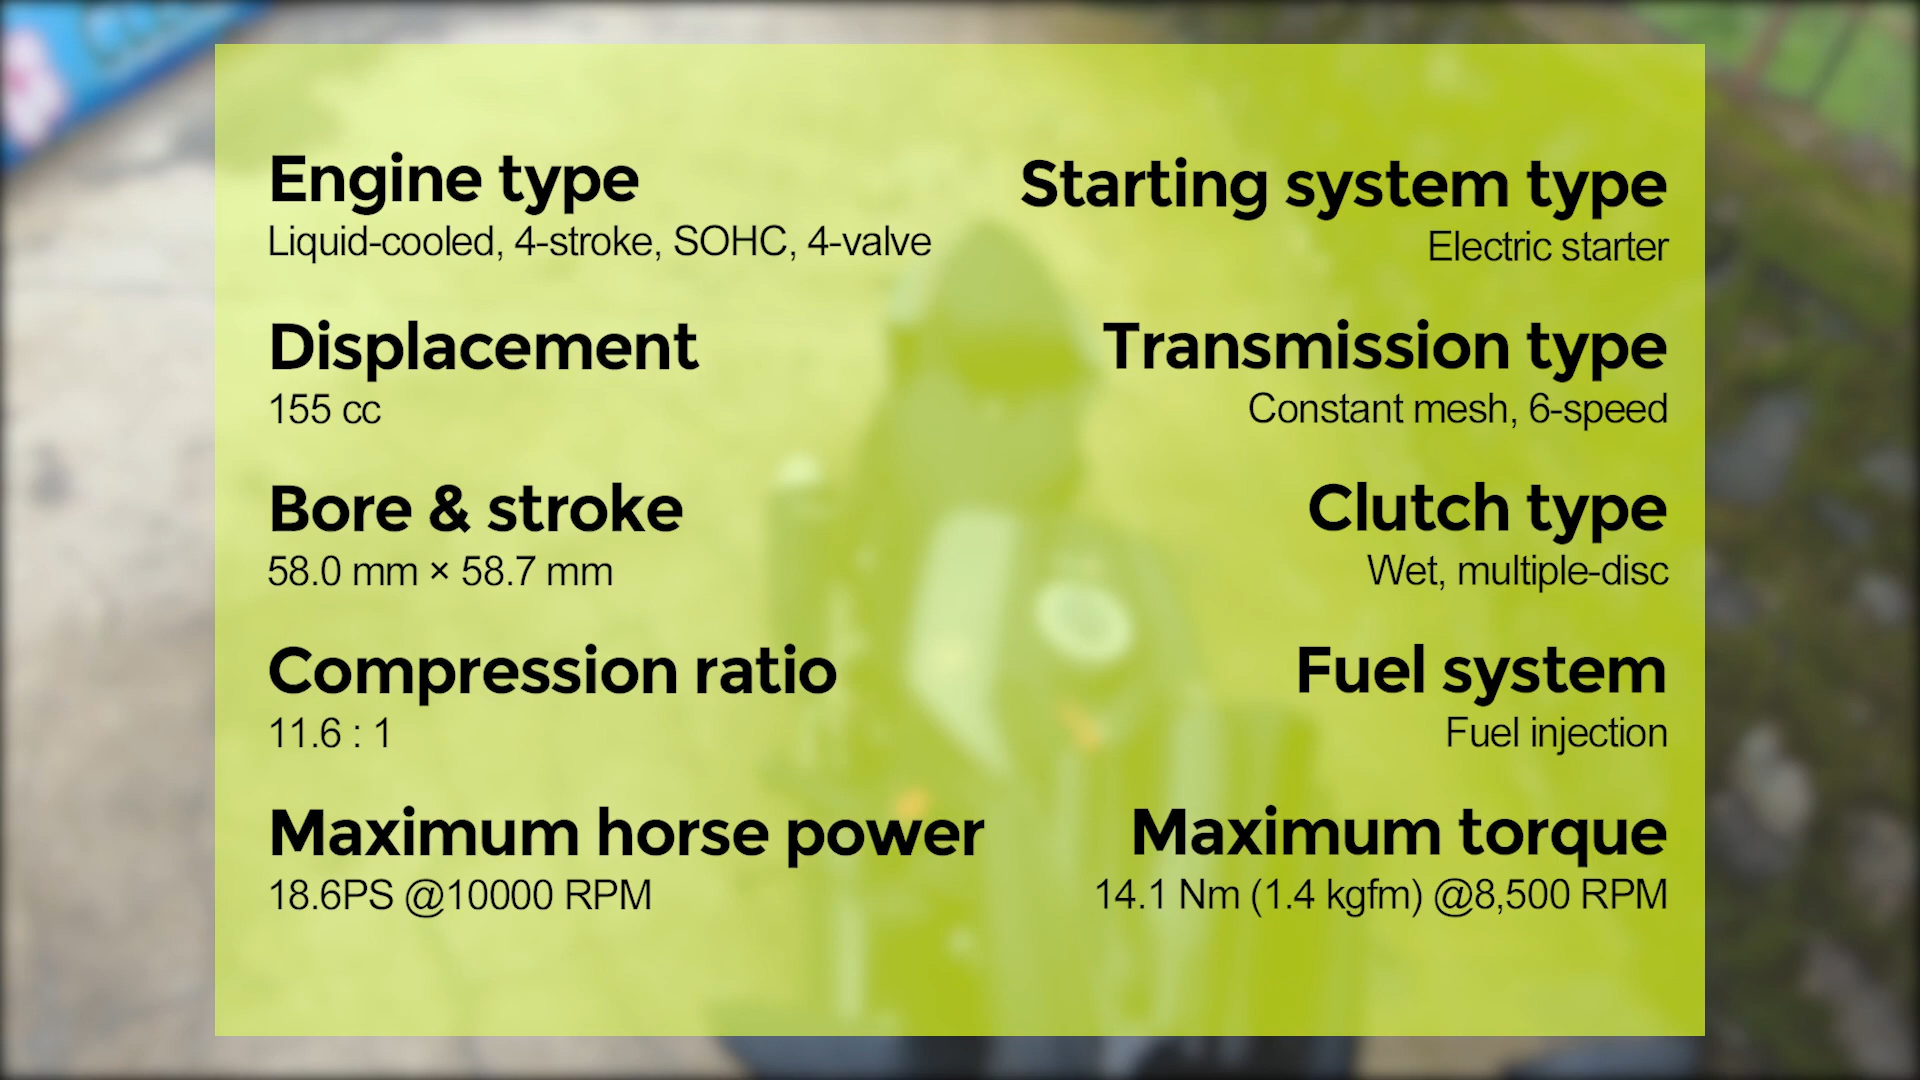 Engine type
Liquid-cooled, 4-stroke, SOHC, 4-valve
Displacement
155 cc
Bore & stroke
58.0 mm × 58.7 mm
Compression ratio
11.6 : 1
Maximum horse power
18.6PS @10000 RPM
Starting system type
Electric starter
Transmission type
Constant mesh, 6-speed
Clutch type
Wet, multiple-disc
Fuel system
Fuel injection
Maximum torque
14.1 Nm (1.4 kgfm) @8,500 RPM